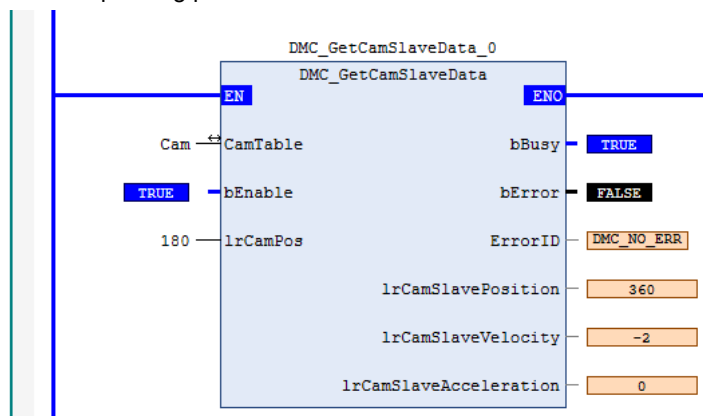 DMC_GetCamSlaveData_0
DMC_GetCamSlaveData
EN ENO
Cam CamTable bBusy TRUE
TRUE bEnable bError FALSE
180 lrCamPos ErrorID DMC_NO_ERR
lrCamSlavePosition 360
lrCamSlaveVelocity -2
lrCamSlaveAcceleration 0